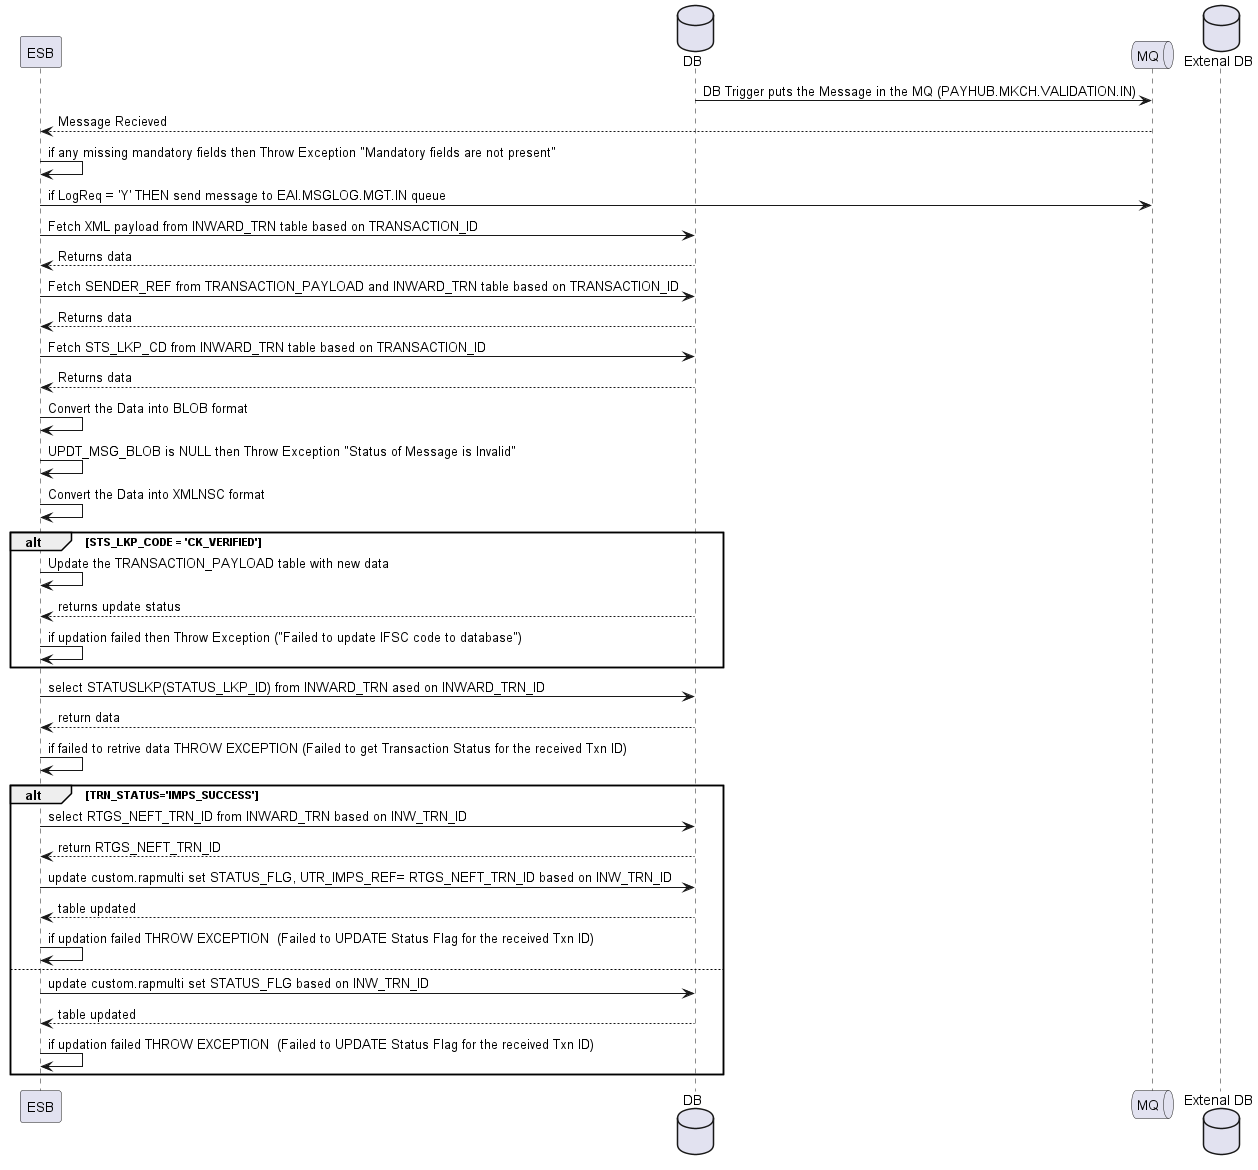 ESB
DB
MQ
Extenal DB
DB Trigger puts the Message in the MQ (PAYHUB.MKCH.VALIDATION.IN)
Message Recieved
if any missing mandatory fields then Throw Exception "Mandatory fields are not present"
if LogReq = 'Y' THEN send message to EAI.MSGLOG.MGT.IN queue
Fetch XML payload from INWARD_TRN table based on TRANSACTION_ID
Returns data
Fetch SENDER_REF from TRANSACTION_PAYLOAD and INWARD_TRN table based on TRANSACTION_ID
Returns data
Fetch STS_LKP_CD from INWARD_TRN table based on TRANSACTION_ID
Returns data
Convert the Data into BLOB format
UPDT_MSG_BLOB is NULL then Throw Exception "Status of Message is Invalid"
Convert the Data into XMLNSC format
alt [STS_LKP_CODE = 'CK_VERIFIED']
Update the TRANSACTION_PAYLOAD table with new data
returns update status
if updation failed then Throw Exception ("Failed to update IFSC code to database")
select STATUSLKP(STATUS_LKP_ID) from INWARD_TRN ased on INWARD_TRN_ID
return data
if failed to retrive data THROW EXCEPTION (Failed to get Transaction Status for the received Txn ID)
alt [TRN_STATUS='IMPS_SUCCESS']
select RTGS_NEFT_TRN_ID from INWARD_TRN based on INW_TRN_ID
return RTGS_NEFT_TRN_ID
update custom.rapmulti set STATUS_FLG, UTR_IMPS_REF= RTGS_NEFT_TRN_ID based on INW_TRN_ID
table updated
if updation failed THROW EXCEPTION  (Failed to UPDATE Status Flag for the received Txn ID)
update custom.rapmulti set STATUS_FLG based on INW_TRN_ID
table updated
if updation failed THROW EXCEPTION  (Failed to UPDATE Status Flag for the received Txn ID)
ESB
DB
MQ
Extenal DB